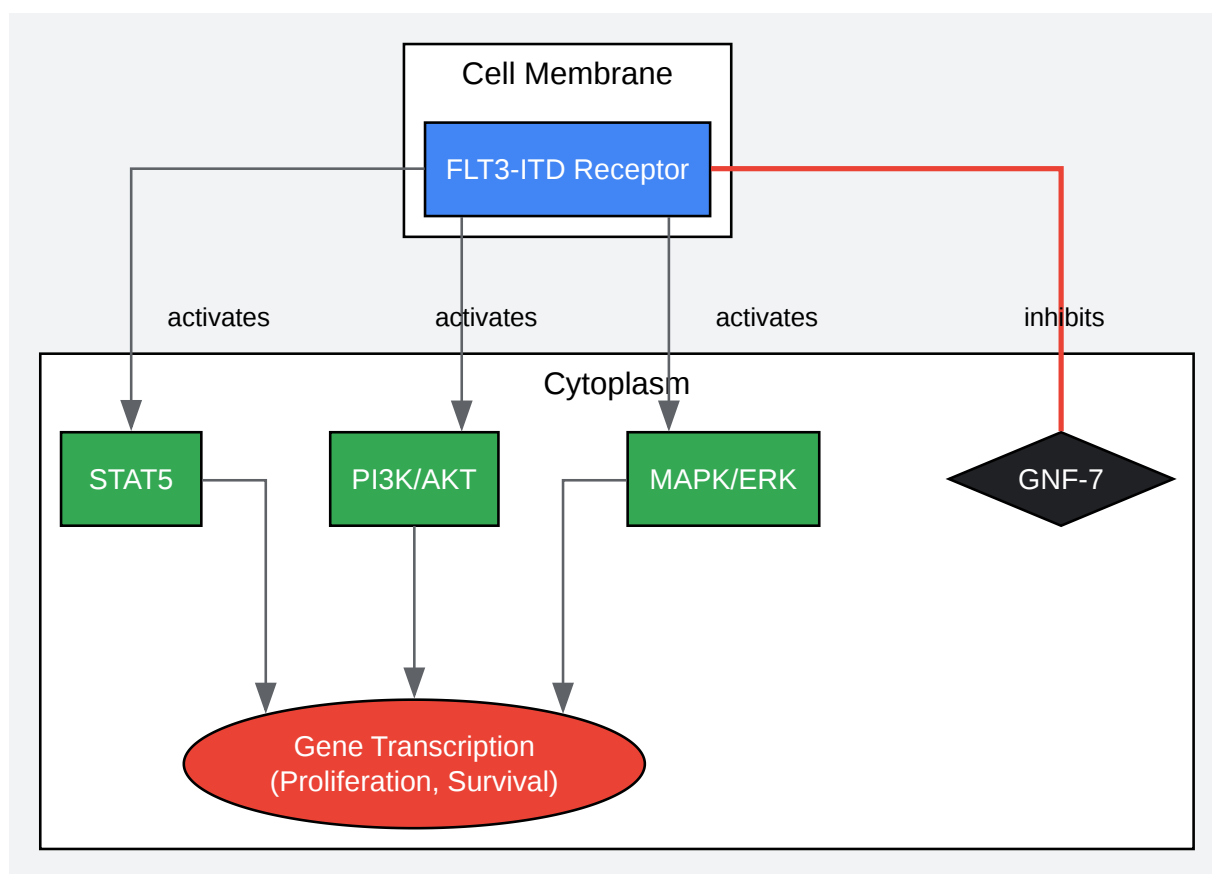 Cell Membrane
FLT3-ITD Receptor
activates
activates
activates
inhibits
Cytoplasm
STAT5
PI3K/AKT
MAPK/ERK
GNF-7
Gene Transcription
(Proliferation, Survival)